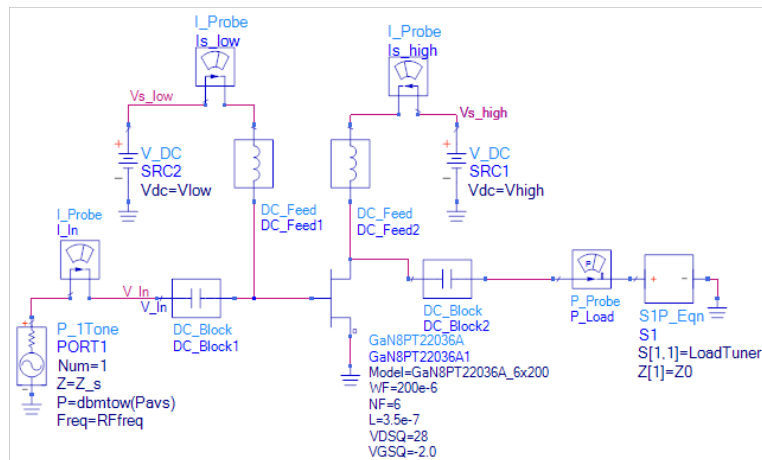 I_Probe
Is_low
I_Probe
Is_high
Vs_low
Vs_high
+
V_DC
SRC2
Vdc=Vlow
-
+
V_DC
SRC1
Vdc=Vhigh
-
DC_Feed
DC_Feed1
DC_Feed
DC_Feed2
I_Probe
I_In
V_In
V_In
DC_Block
DC_Block1
DC_Block
DC_Block2
P
P_Probe
P_Load
+ -
S1P_Eqn
S1
S[1,1]=LoadTuner
Z[1]=Z0
+
-
P_1Tone
PORT1
Num=1
Z=Z_s
P=dbmtow(Pavs)
Freq=RFfreq
GaN8PT22036A
GaN8PT22036A1
Model=GaN8PT22036A_6x200
WF=200e-6
NF=6
L=3.5e-7
VDSQ=28
VGSQ=-2.0